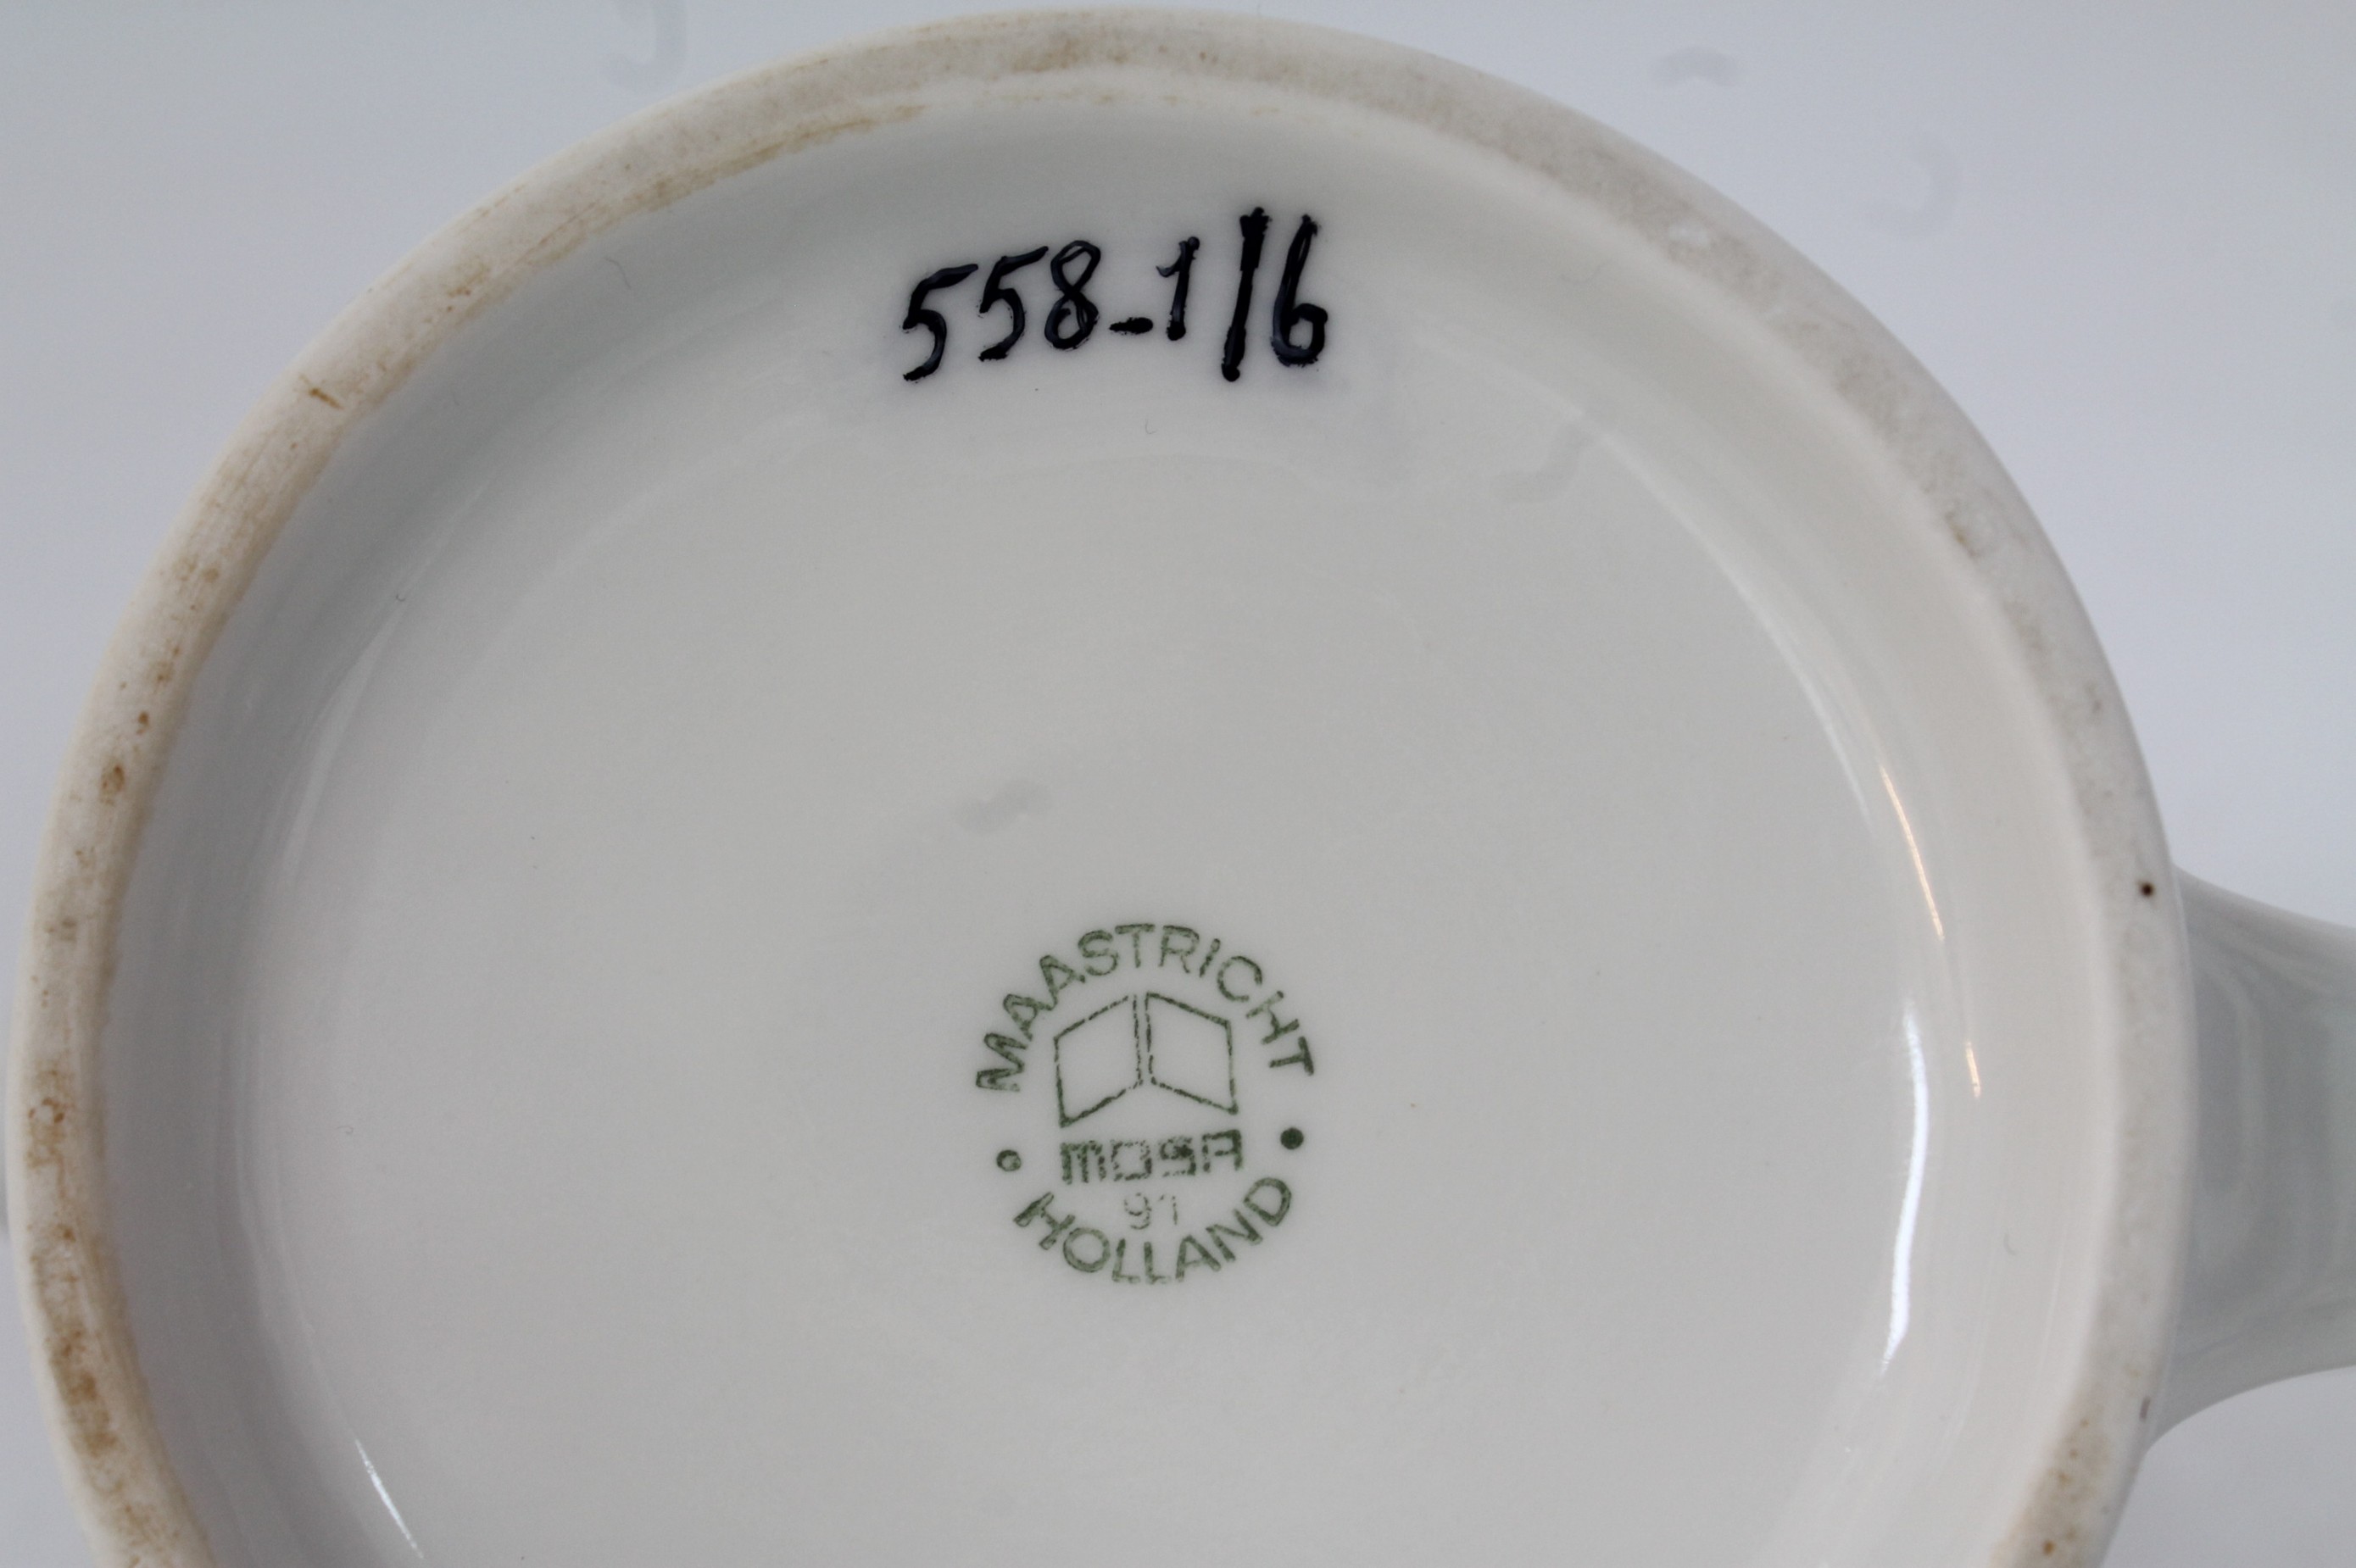 558-1/6
MAASTRICHT
MOSA
91
HOLLAND